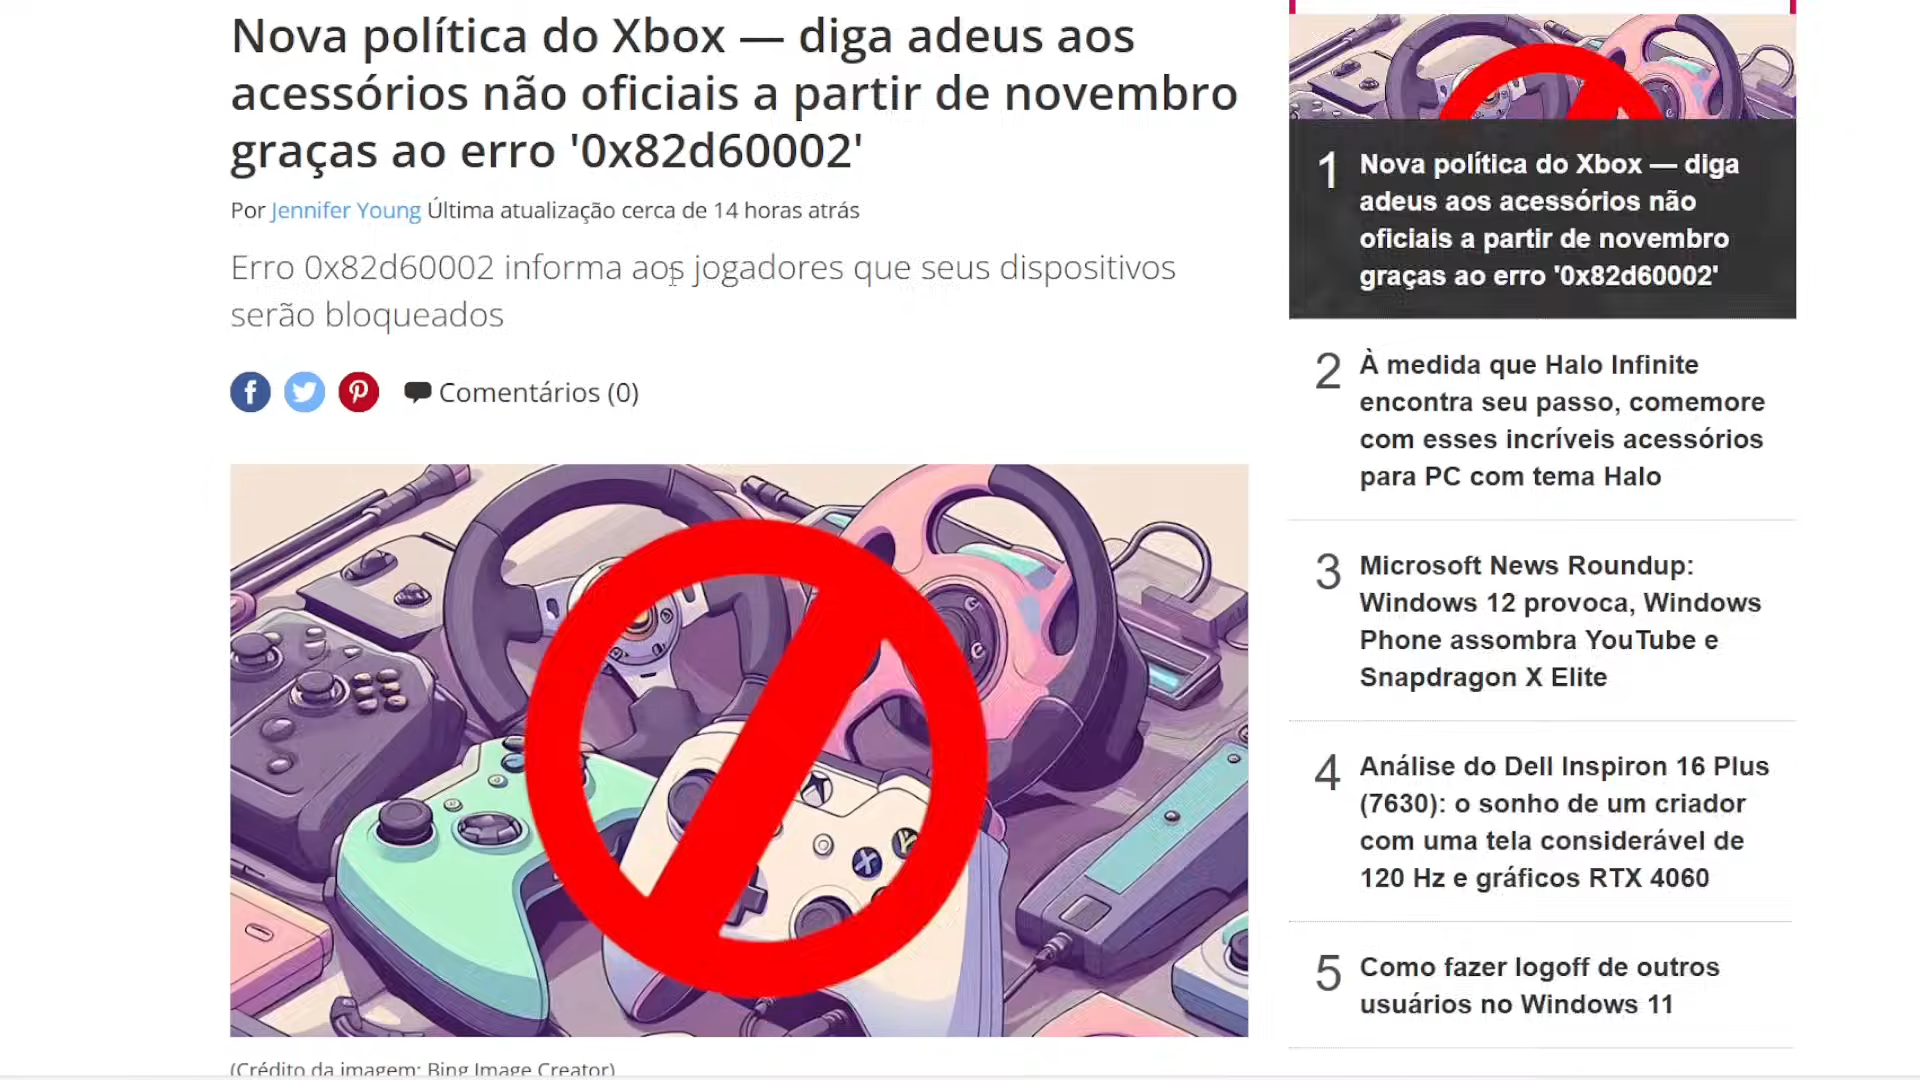 Nova política do Xbox — diga adeus aos
acessórios não oficiais a partir de novembro
graças ao erro '0x82d60002'
Por Jennifer Young Última atualização cerca de 14 horas atrás
Erro 0x82d60002 informa aos jogadores que seus dispositivos
serão bloqueados
Comentários (0)
(Crédito da imagem: Bing Image Creator)
1 Nova política do Xbox — diga
adeus aos acessórios não
oficiais a partir de novembro
graças ao erro '0x82d60002'
2 À medida que Halo Infinite
encontra seu passo, comemore
com esses incríveis acessórios
para PC com tema Halo
3 Microsoft News Roundup:
Windows 12 provoca, Windows
Phone assombra YouTube e
Snapdragon X Elite
4 Análise do Dell Inspiron 16 Plus
(7630): o sonho de um criador
com uma tela considerável de
120 Hz e gráficos RTX 4060
5 Como fazer logoff de outros
usuários no Windows 11